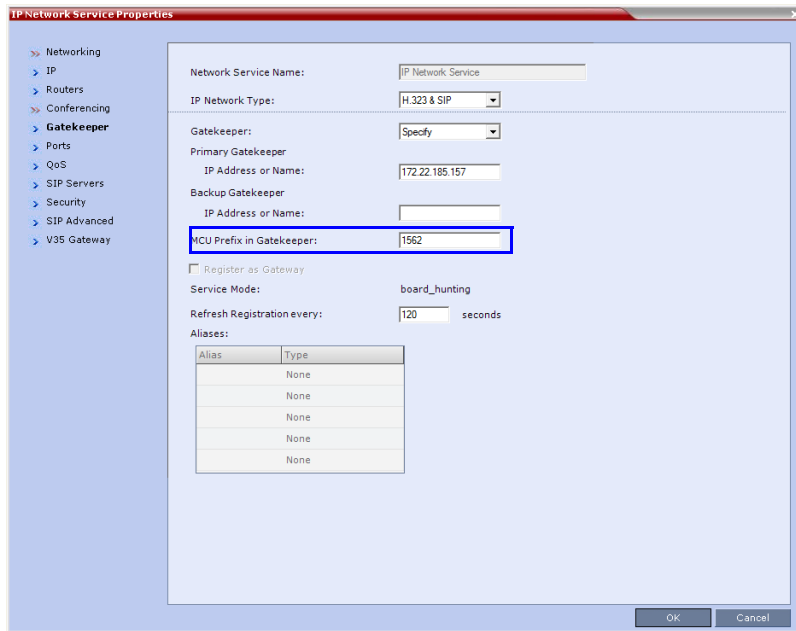 IP Network Service Properties
Networking
IP
Routers
Conferencing
Gatekeeper
Ports
QoS
SIP Servers
Security
SIP Advanced
V35 Gateway
Network Service Name: IP Network Service
IP Network Type: H.323 & SIP
Gatekeeper: Specify
Primary Gatekeeper
IP Address or Name: 172.22.185.157
Backup Gatekeeper
IP Address or Name:
MCU Prefix in Gatekeeper: 1562
Register as Gateway
Service Mode: board_hunting
Refresh Registration every: 120 seconds
Aliases:
Alias Type
None
None
None
None
None
OK Cancel